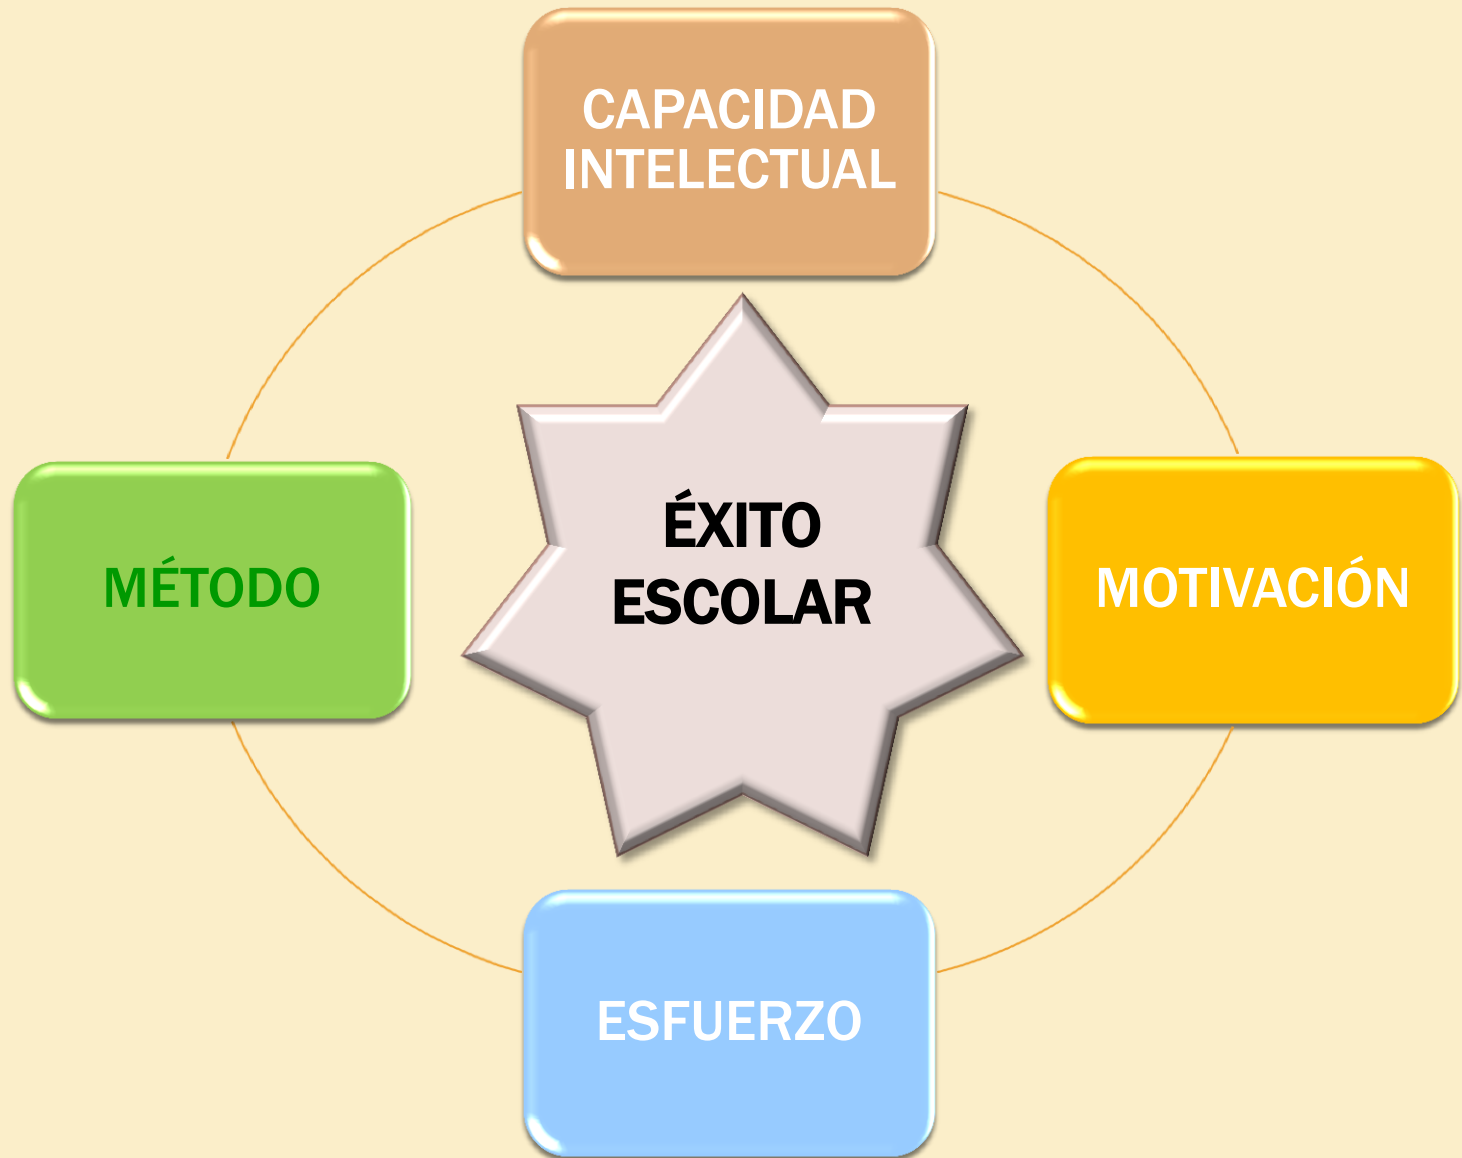 CAPACIDAD
INTELECTUAL
ÉXITO
ESCOLAR
MÉTODO
MOTIVACIÓN
ESFUERZO